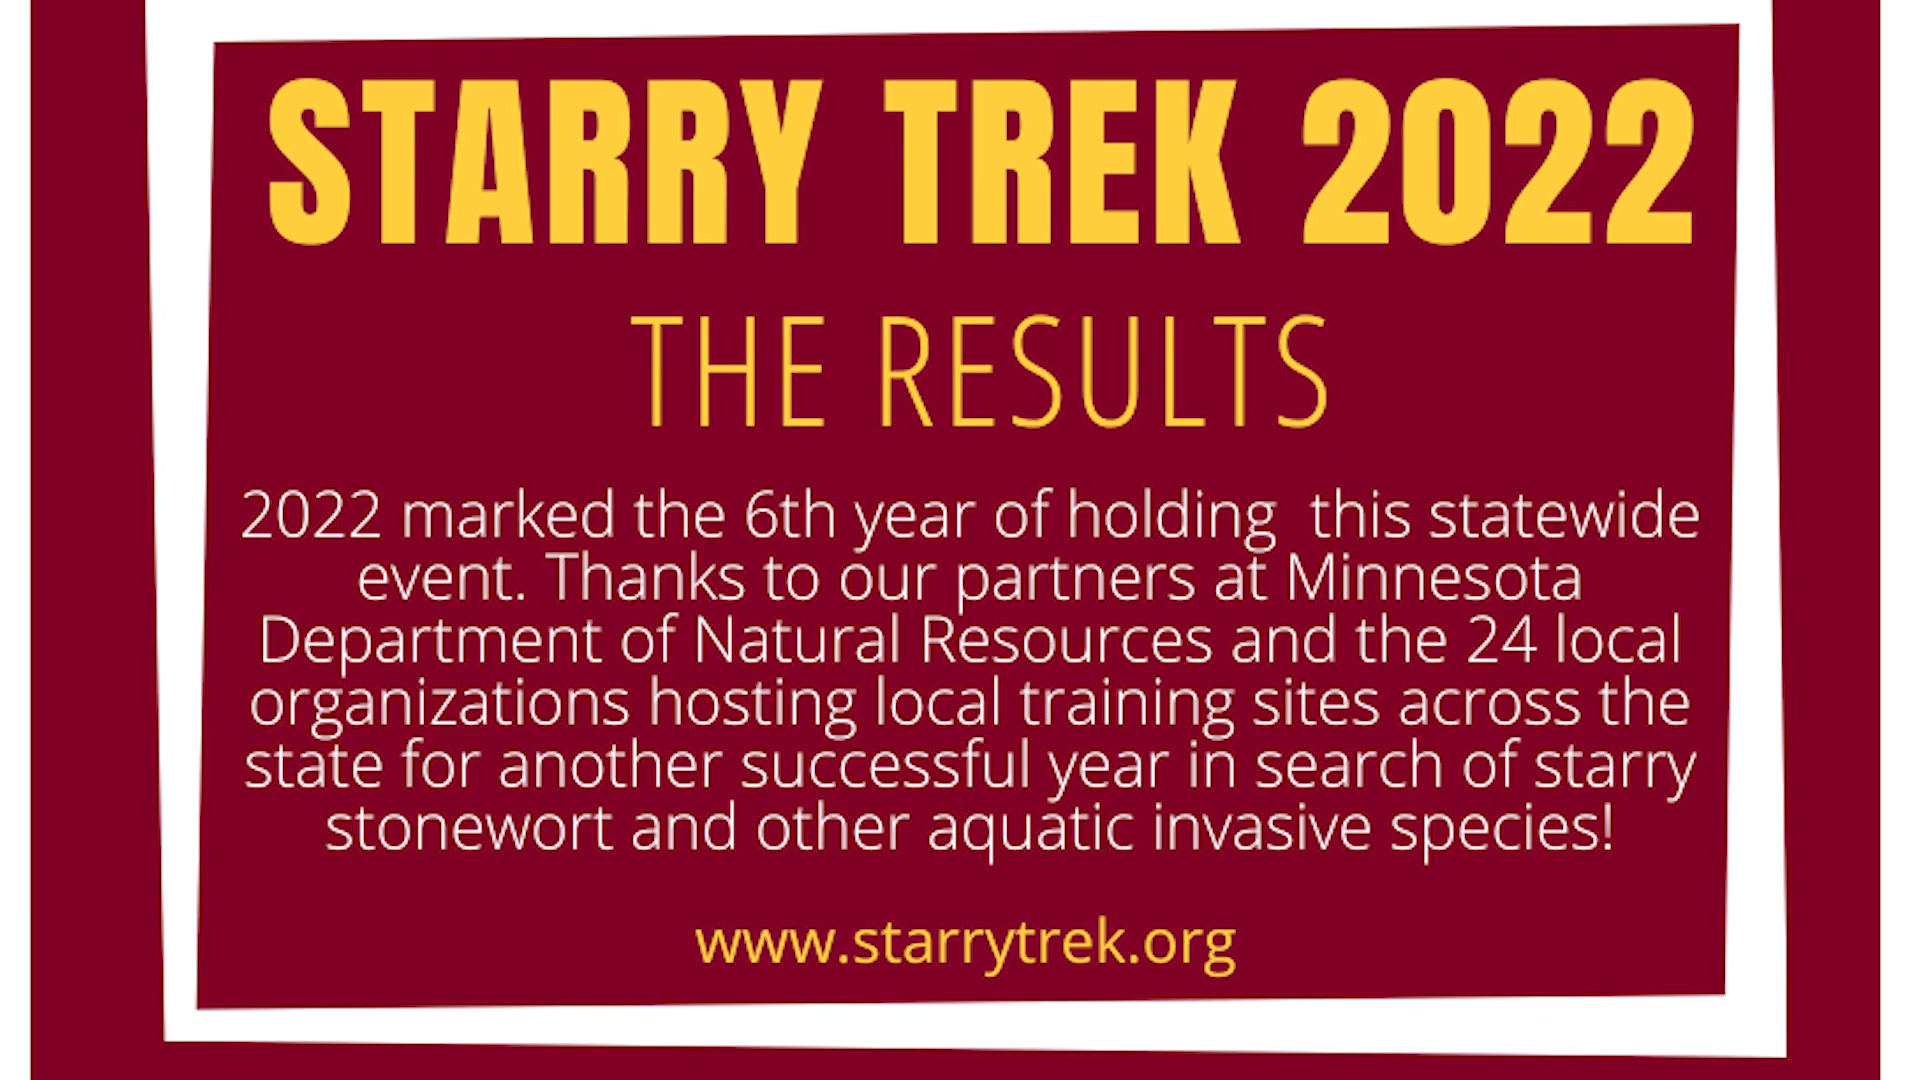 STARRY TREK 2022
THE RESULTS
2022 marked the 6th year of holding  this statewide
event. Thanks to our partners at Minnesota
Department of Natural Resources and the 24 local
organizations hosting local training sites across the
state for another successful year in search of starry
stonewort and other aquatic invasive species!
www.starrytrek.org